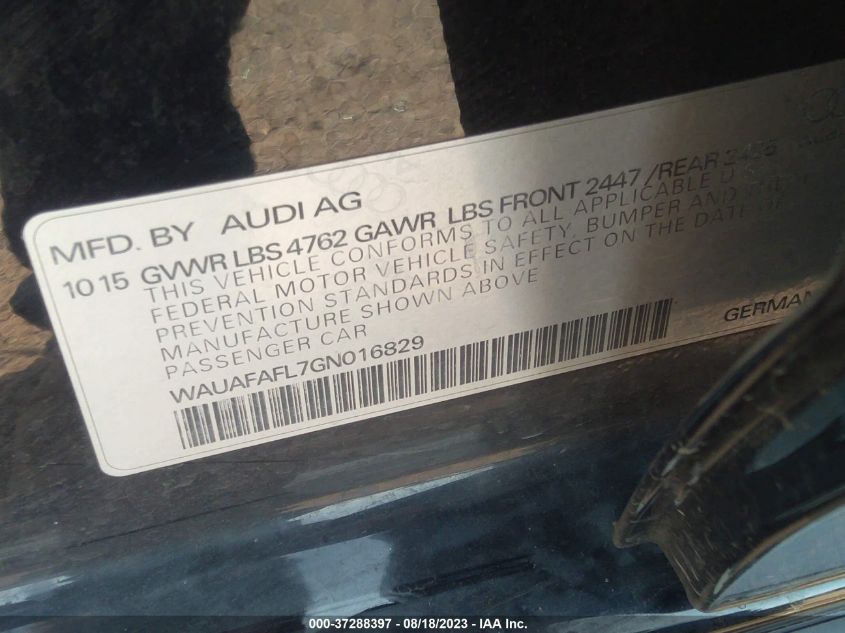 MFD. BY AUDI AG
10 15 GVWR LBS 4762 GAWR LBS FRONT 2447 /REAR
THIS VEHICLE CONFORMS TO ALL APPLICABLE
FEDERAL MOTOR VEHICLE SAFETY, BUMPER AND
PREVENTION STANDARDS IN EFFECT ON THE DATE OF
MANUFACTURE SHOWN ABOVE
PASSENGER CAR
WAUAFAFL7GN016829
GERMAN
000-37288397 - 08/18/2023 - © IAA Inc.